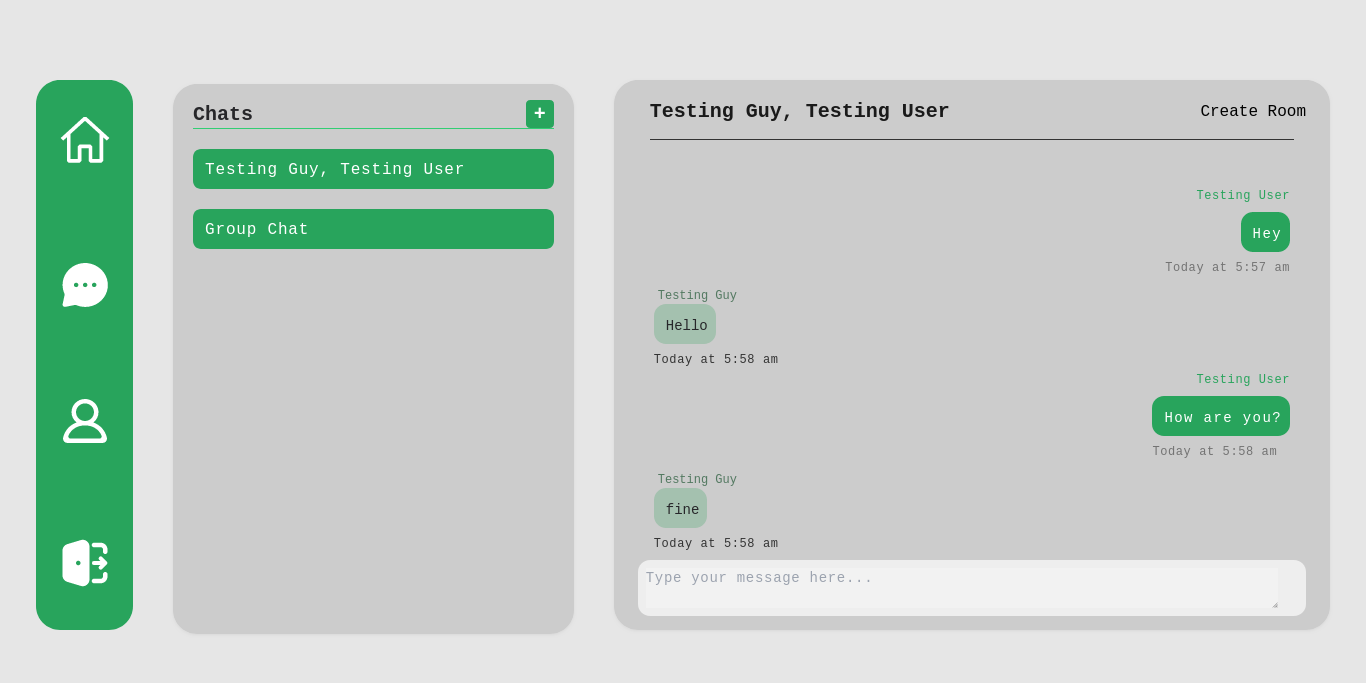 Chats
+
Testing Guy, Testing User
Group Chat
Testing Guy, Testing User
Create Room
Testing User
Hey
Today at 5:57 am
Testing Guy
Hello
Today at 5:58 am
Testing User
How are you?
Today at 5:58 am
Testing Guy
fine
Today at 5:58 am
Type your message here...